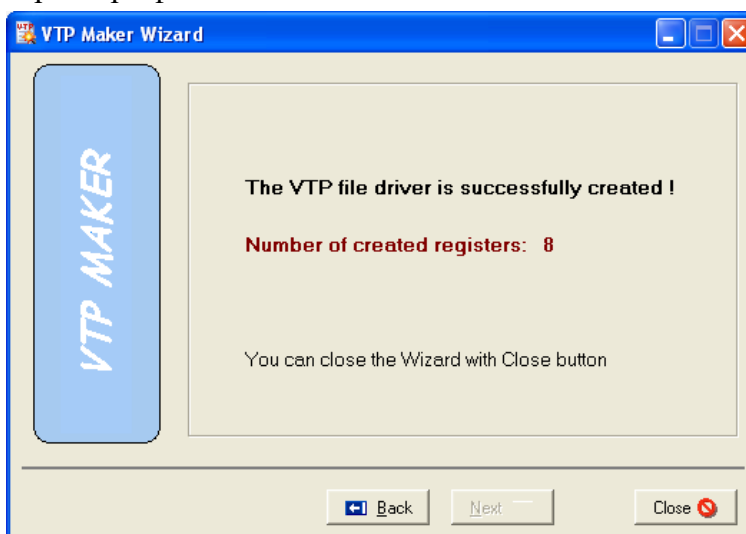 VTP Maker Wizard
VTP MAKER
The VTP file driver is successfully created !
Number of created registers: 8
You can close the Wizard with Close button
Back
Next
Close